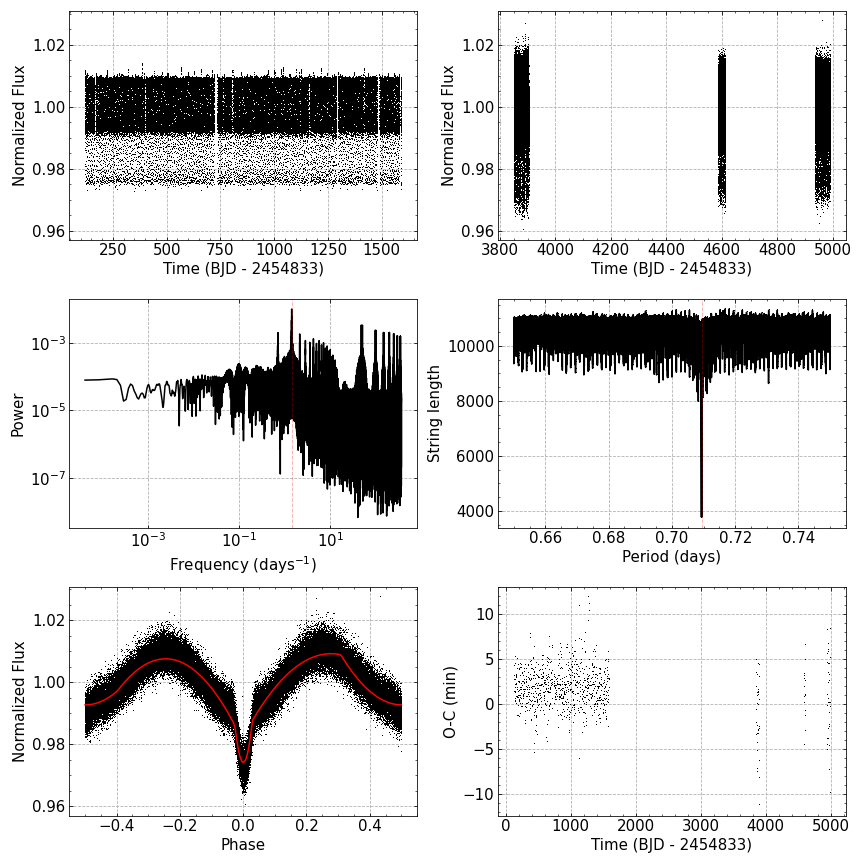 1.02
1.00
0.98
0.96
Normalized Flux
250 500 750 1000 1250 1500
Time (BJD - 2454833)
1.02
1.00
0.98
0.96
Normalized Flux
3800 4000 4200 4400 4600 4800 5000
Time (BJD - 2454833)
10⁻³
10⁻⁵
10⁻⁷
Power
10⁻³ 10⁻¹ 10¹
Frequency (days⁻¹)
10000
8000
6000
4000
String length
0.66 0.68 0.70 0.72 0.74
Period (days)
1.02
1.00
0.98
0.96
Normalized Flux
−0.4 −0.2 0.0 0.2 0.4
Phase
10
5
0
−5
−10
O-C (min)
0 1000 2000 3000 4000 5000
Time (BJD - 2454833)